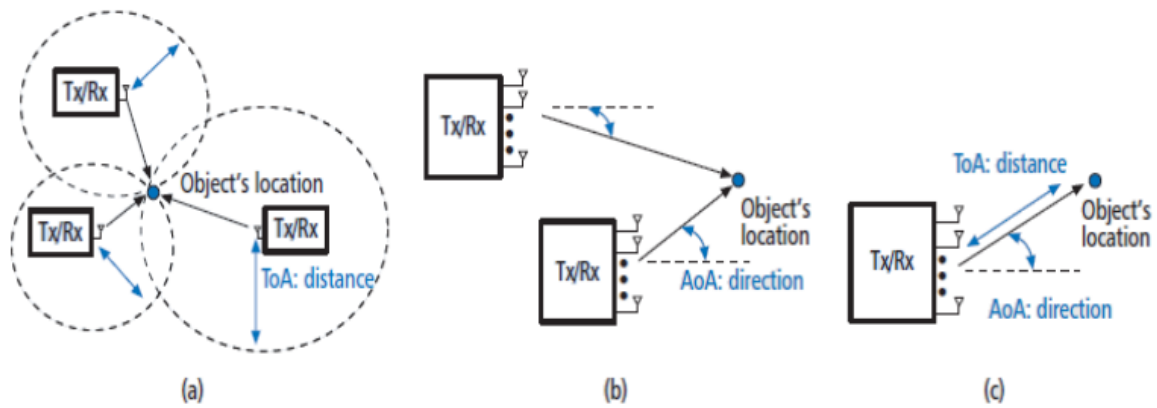 Tx/Rx
Object's location
Tx/Rx
Tx/Rx
ToA: distance
(a)
Tx/Rx
Object's
location
Tx/Rx
AoA: direction
(b)
ToA: distance
Object's
location
Tx/Rx
AoA: direction
(c)